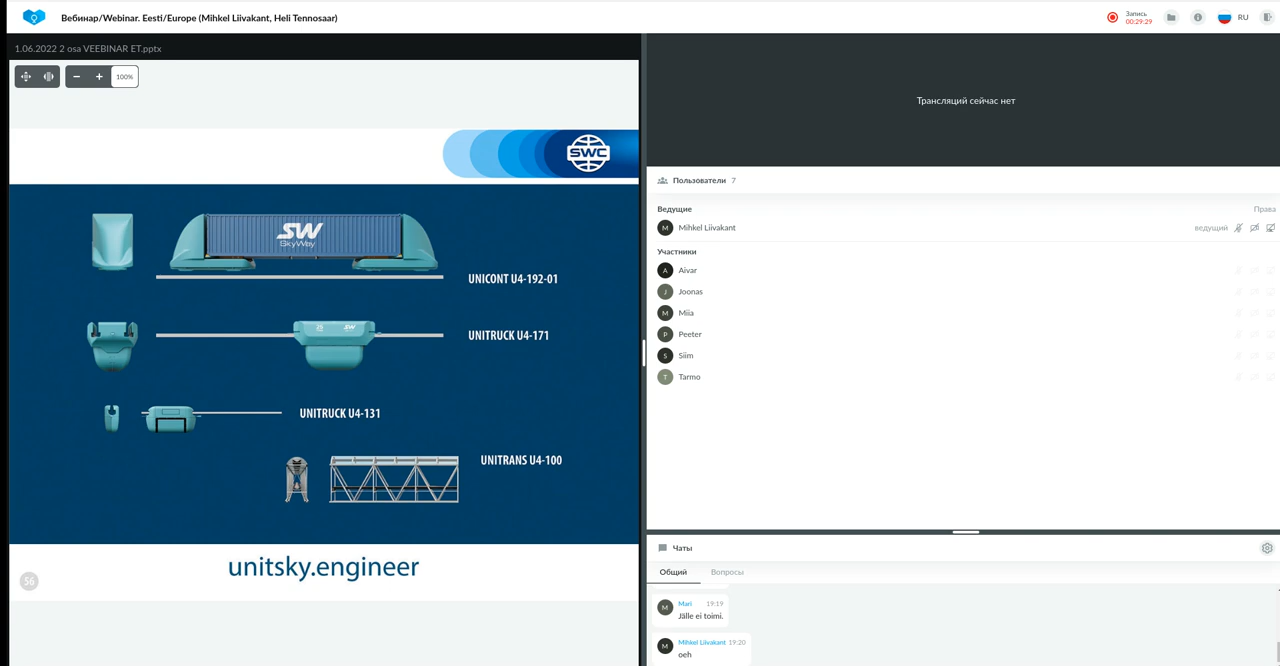 Вебинар/Webinar. Eesti/Europe (Mihkel Liivakant, Heli Tennosaar)
Запись
00:29:29
RU
1.06.2022 2 osa VEEBINAR ET.pptx
100%
SWC
SW
SkyWay
UNICONT U4-192-01
25
SW
UNITRUCK U4-171
UNITRUCK U4-131
UNITRANS U4-100
unitsky.engineer
56
Трансляций сейчас нет
Пользователи 7
Ведущие
Права
M Mihkel Liivakant
ведущий
Участники
A Aivar
J Joonas
M Miia
P Peeter
S Siim
T Tarmo
Чаты
Общий
Вопросы
M Mari 19:19
Jälle ei toimi.
M Mihkel Liivakant 19:20
oeh